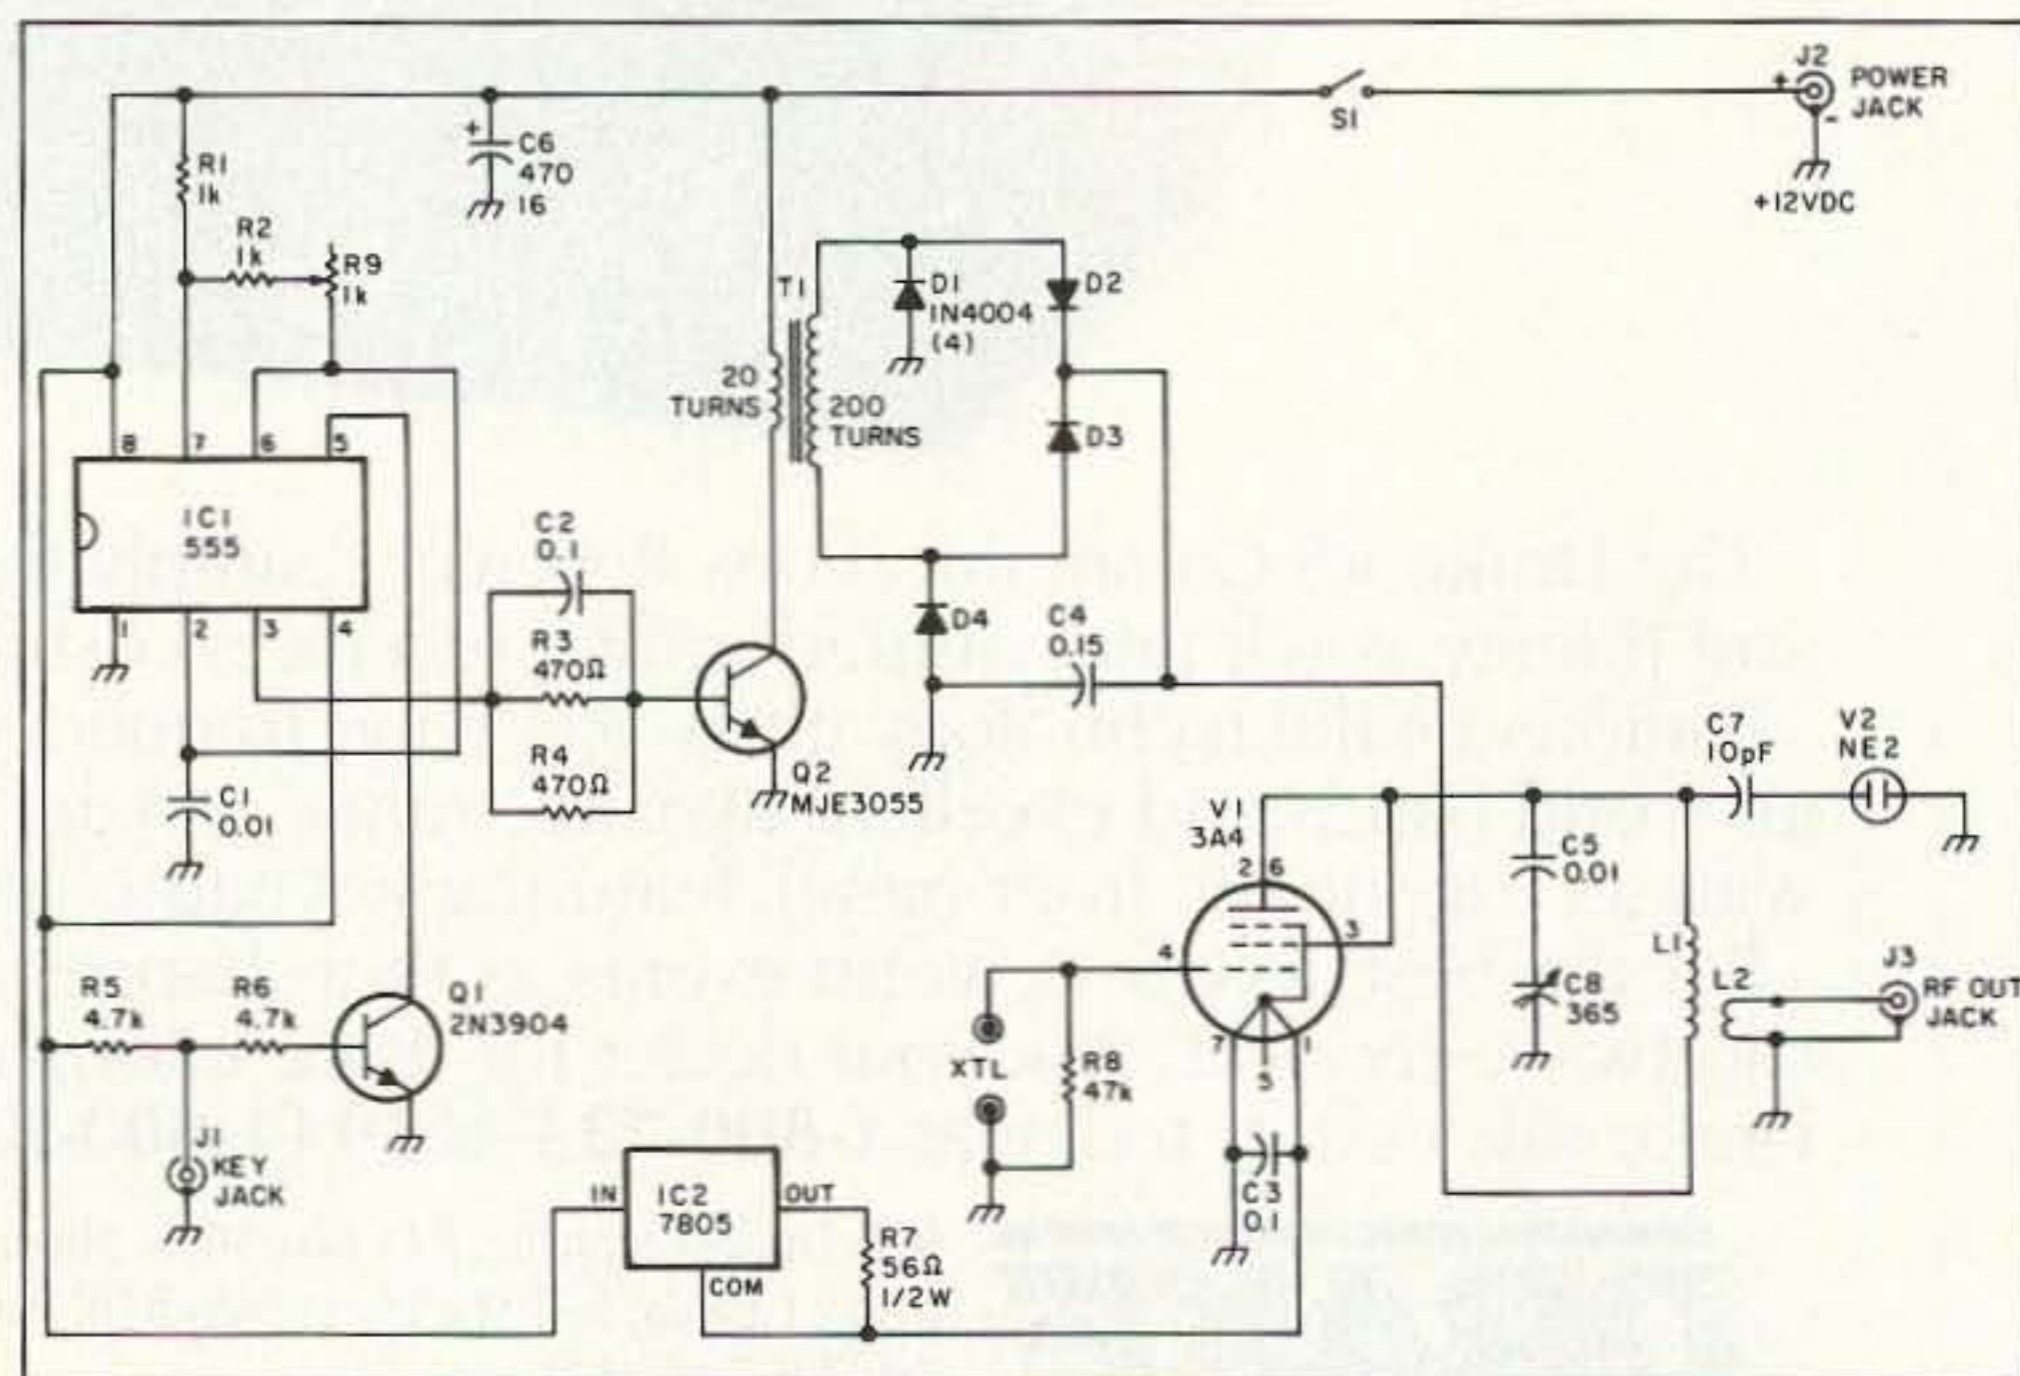 J2
+
POWER
JACK
-
+12VDC
S1
+
C6
470
16
R1
1k
R2
1k
R9
1k
T1
20
TURNS
200
TURNS
D1
1N4004
(4)
D2
D3
D4
8
7
6
5
IC1
555
1
2
3
4
C2
0.1
R3
470Ω
R4
470Ω
C4
0.15
Q2
MJE3055
C1
0.01
C7
10pF
V2
NE2
V1
3A4
2
6
3
4
7
5
1
C5
0.01
C8
365
L1
L2
J3
RF OUT
JACK
R5
4.7k
R6
4.7k
Q1
2N3904
XTL
R8
47k
C3
0.1
J1
KEY
JACK
IN
IC2
7805
OUT
COM
R7
56Ω
1/2W